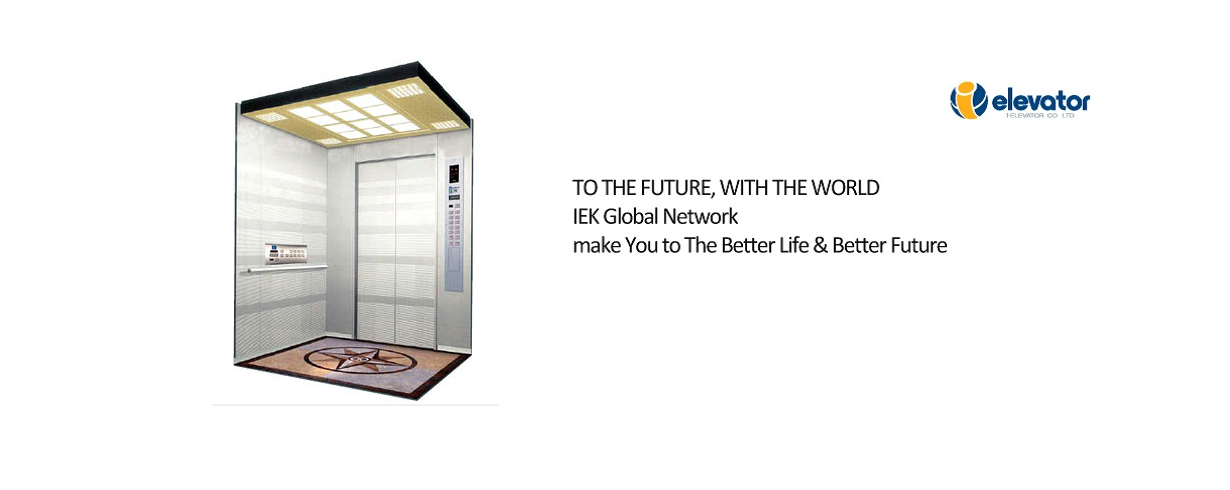 elevator
I ELEVATOR CO LTD
TO THE FUTURE, WITH THE WORLD
IEK Global Network
make You to The Better Life & Better Future